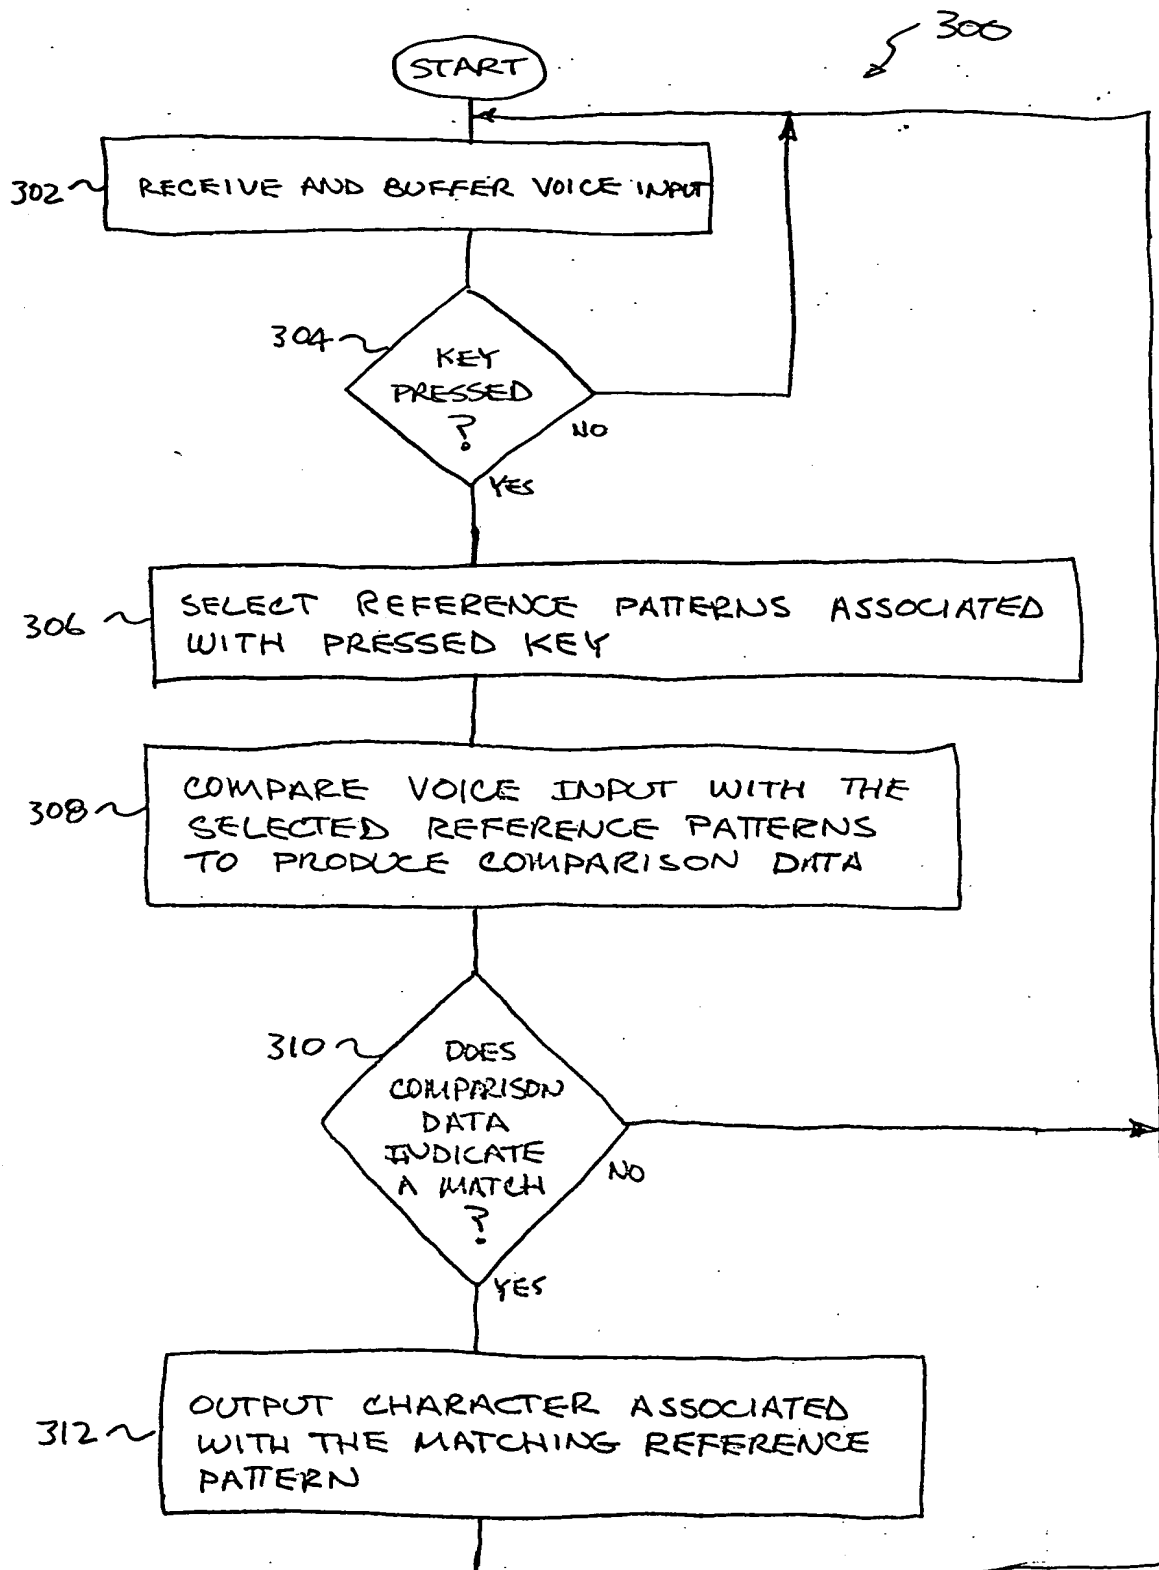 300
START
302
RECEIVE AND BUFFER VOICE INPUT
304
KEY
PRESSED
?
NO
YES
306
SELECT REFERENCE PATTERNS ASSOCIATED
WITH PRESSED KEY
308
COMPARE VOICE INPUT WITH THE
SELECTED REFERENCE PATTERNS
TO PRODUCE COMPARISON DATA
310
DOES
COMPARISON
DATA
INDICATE
A MATCH
?
NO
YES
312
OUTPUT CHARACTER ASSOCIATED
WITH THE MATCHING REFERENCE
PATTERN